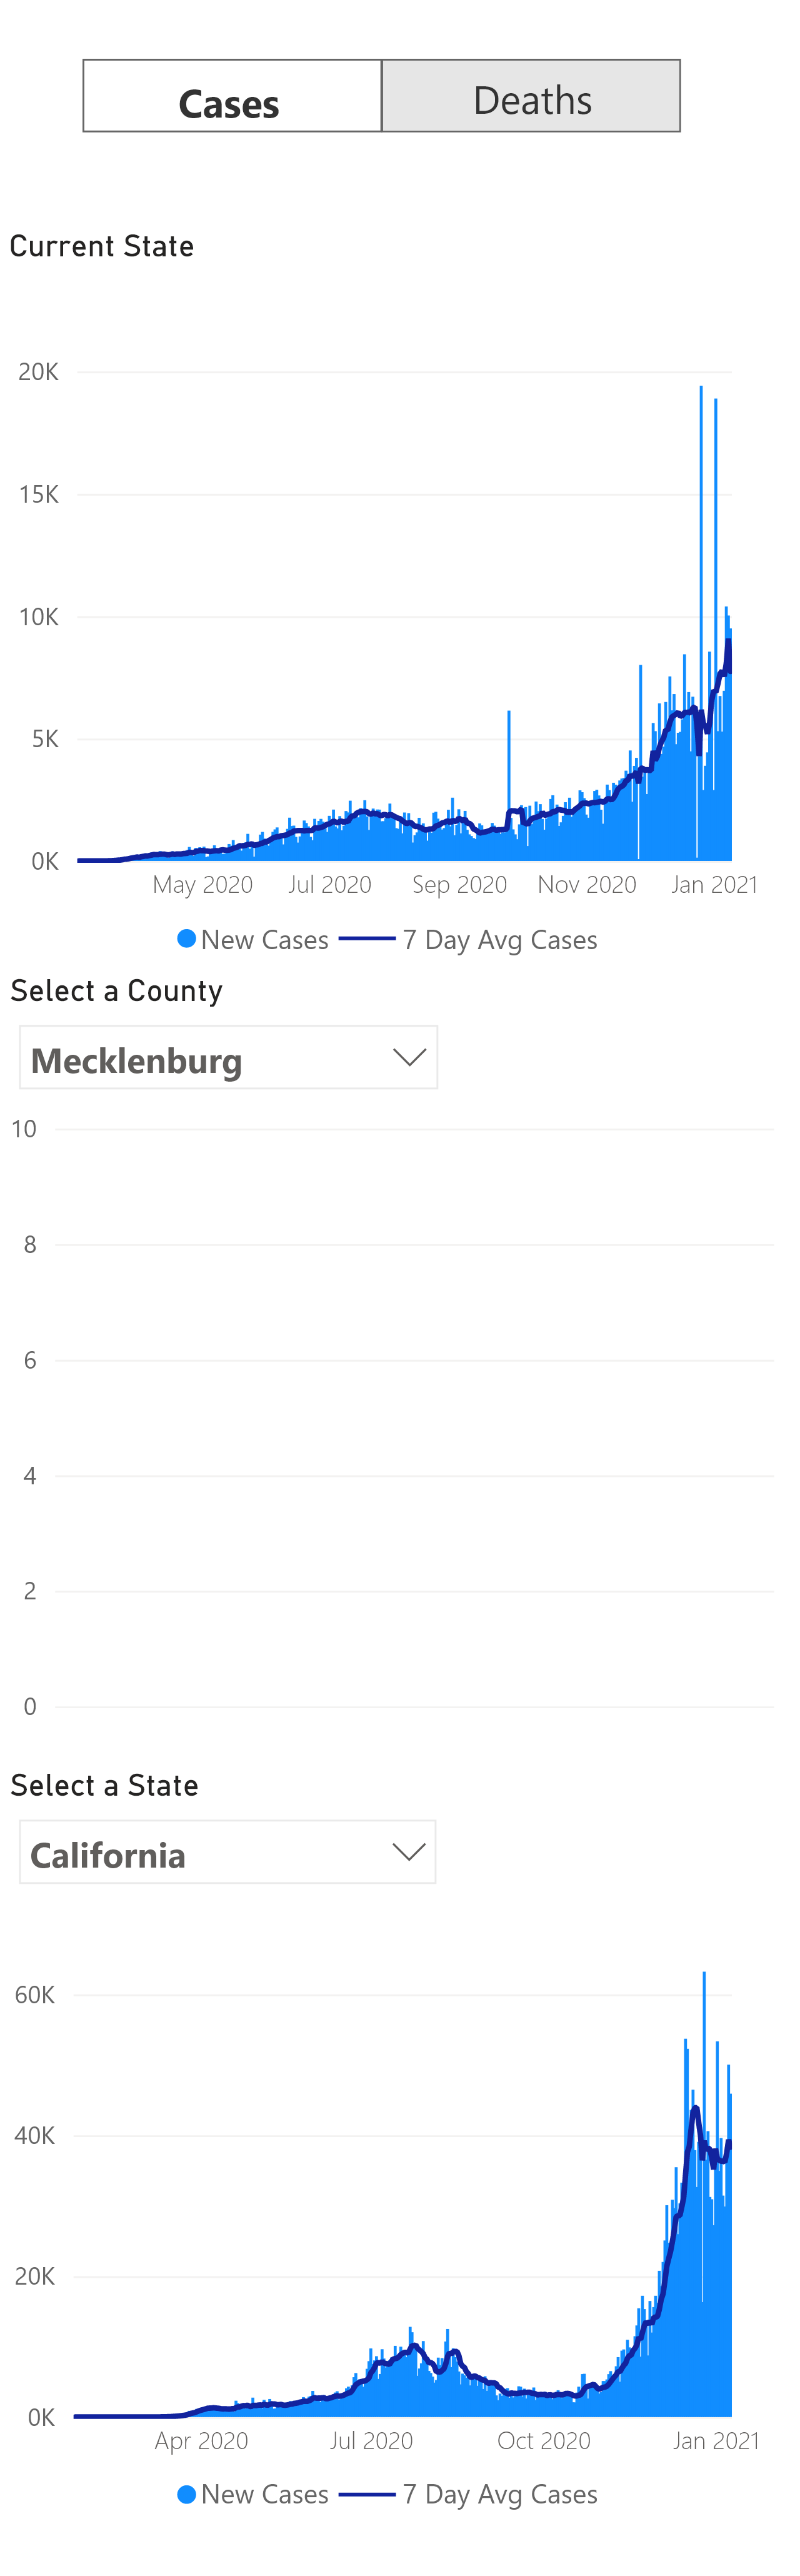 Cases Deaths
Current State
20K
15K
10K
5K
0K
May 2020 Jul 2020 Sep 2020 Nov 2020 Jan 2021
New Cases 7 Day Avg Cases
Select a County
Mecklenburg
10
8
6
4
2
0
Select a State
California
60K
40K
20K
0K
Apr 2020 Jul 2020 Oct 2020 Jan 2021
New Cases 7 Day Avg Cases